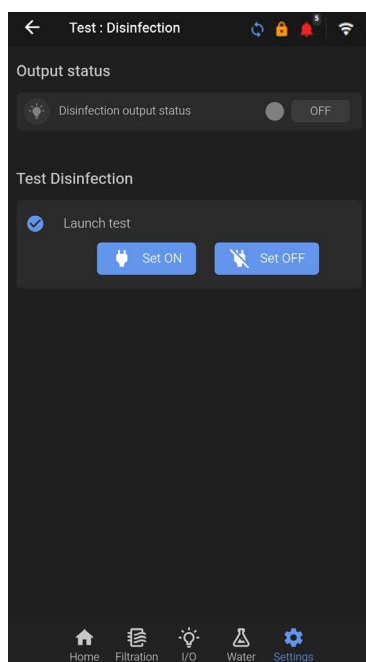 Test : Disinfection
5
Output status
Disinfection output status
OFF
Test Disinfection
Launch test
Set ON
Set OFF
Home
Filtration
I/O
Water
Settings